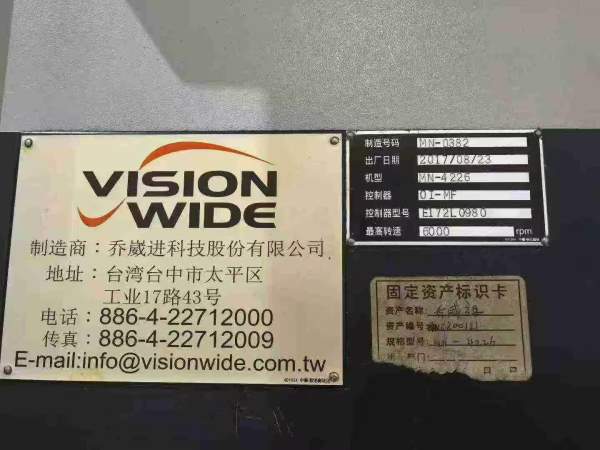 VISION
WIDE
制造商：乔崴进科技股份有限公司
地址：台湾台中市太平区
工业17路43号
电话：886-4-22712000
传真：886-4-22712009
E-mail:info@visionwide.com.tw
制造号码 MN-0382
出厂日期 2017/08/23
机型 MN-4226
控制器 0I-MF
控制器型号 E172L0980
最高转速 6000 rpm
固定资产标识卡
资产名称
资产编号
规格型号 MN-4226